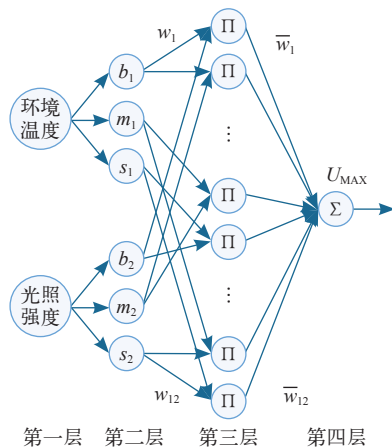 w₁
Π
w̅₁
环境
温度
b₁
Π
m₁
⋮
s₁
Π
U_MAX
Σ
b₂
Π
光照
强度
m₂
⋮
s₂
Π
w₁₂
Π
w̅₁₂
第一层 第二层 第三层 第四层